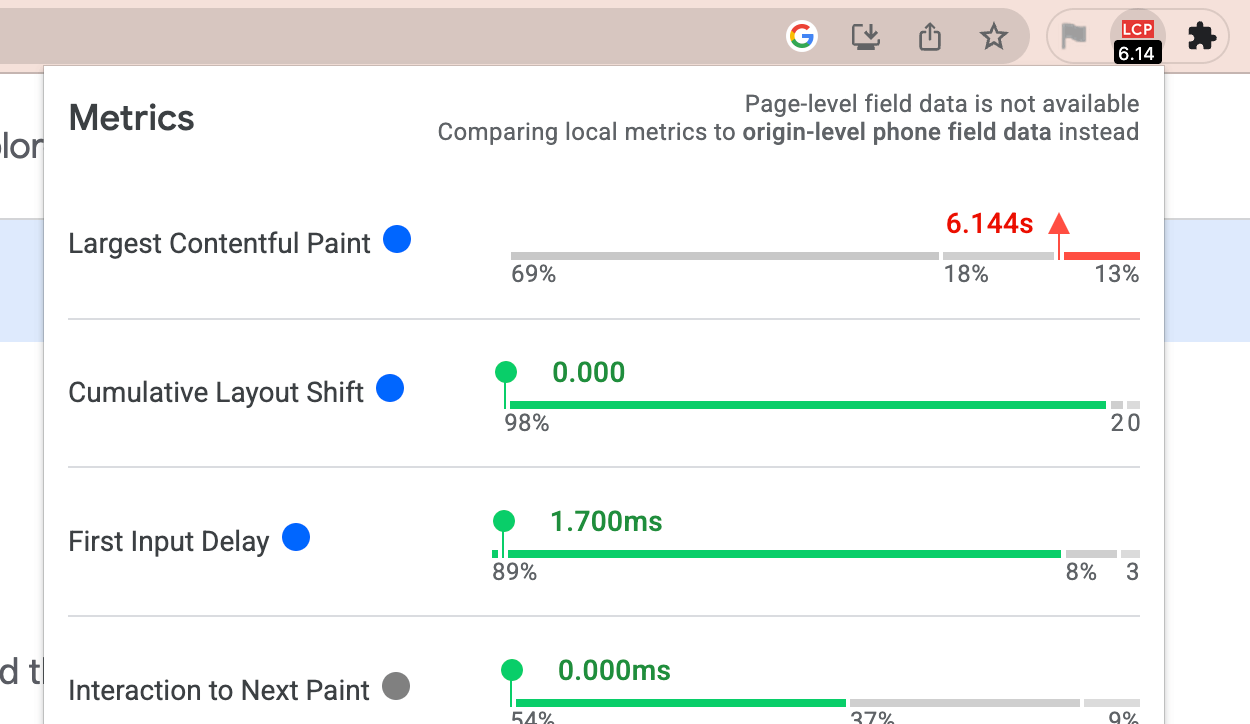 LCP
6.14
Metrics
Page-level field data is not available
Comparing local metrics to origin-level phone field data instead
Largest Contentful Paint
6.144s
69% 18% 13%
Cumulative Layout Shift
0.000
98% 2 0
First Input Delay
1.700ms
89% 8% 3
Interaction to Next Paint
0.000ms
54% 37% 9%